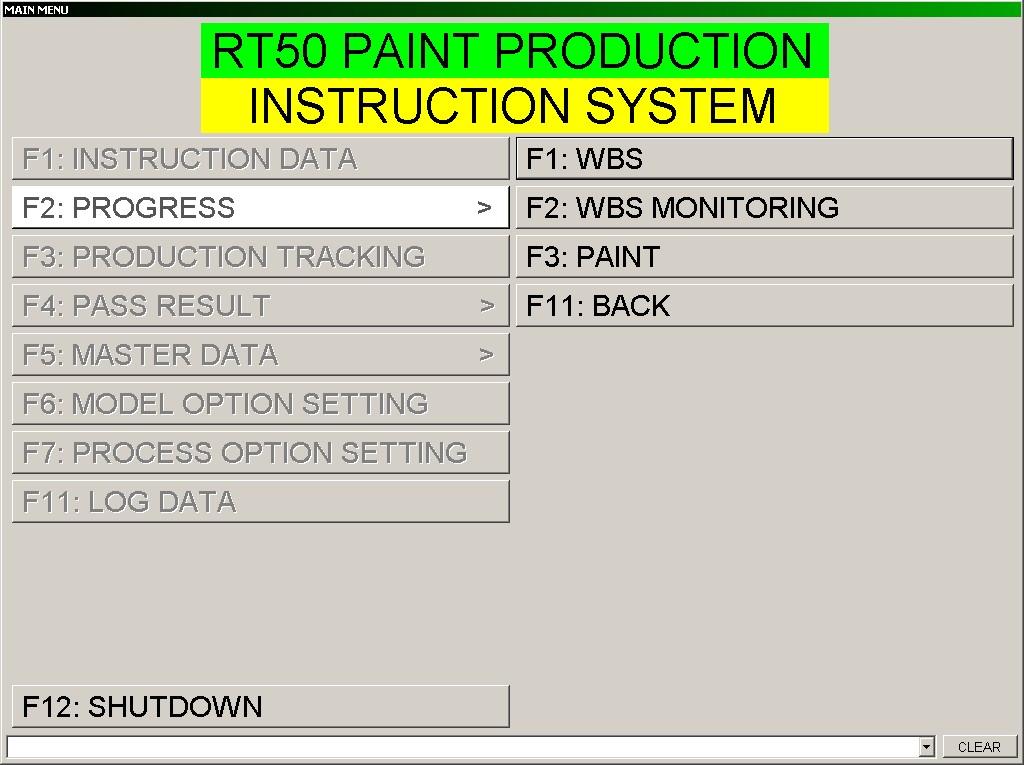 MAIN MENU
RT50 PAINT PRODUCTION
INSTRUCTION SYSTEM
F1: INSTRUCTION DATA
F2: PROGRESS >
F3: PRODUCTION TRACKING
F4: PASS RESULT >
F5: MASTER DATA >
F6: MODEL OPTION SETTING
F7: PROCESS OPTION SETTING
F11: LOG DATA
F12: SHUTDOWN
F1: WBS
F2: WBS MONITORING
F3: PAINT
F11: BACK
CLEAR